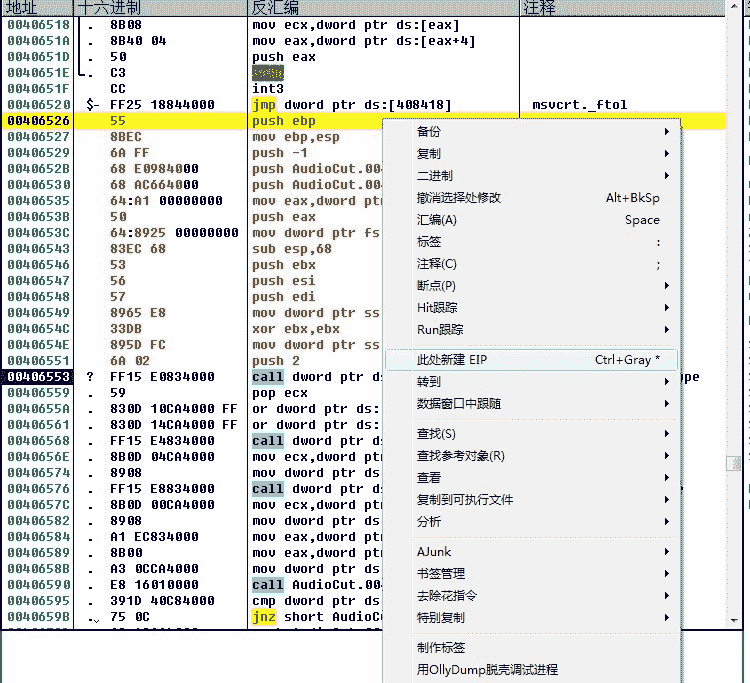 地址 十六进制 反汇编 注释
00406518 . 8B08 mov ecx,dword ptr ds:[eax]
0040651A . 8B40 04 mov eax,dword ptr ds:[eax+4]
0040651D . 50 push eax
0040651E . C3
0040651F CC int3
00406520 $- FF25 18844000 jmp dword ptr ds:[408418] msvcrt._ftol
00406526 55 push ebp
00406527 8BEC mov ebp,esp
00406529 6A FF push -1
0040652B 68 E0984000 push AudioCut.00
00406530 68 AC664000 push AudioCut.00
00406535 64:A1 00000000 mov eax,dword ptr
0040653B 50 push eax
0040653C 64:8925 00000000 mov dword ptr fs
00406543 83EC 68 sub esp,68
00406546 53 push ebx
00406547 56 push esi
00406548 57 push edi
00406549 8965 E8 mov dword ptr ss
0040654C 33DB xor ebx,ebx
0040654E 895D FC mov dword ptr ss
00406551 6A 02 push 2
00406553 ? FF15 E0834000 call dword ptr ds ype
00406559 . 59 pop ecx
0040655A . 830D 10CA4000 FF or dword ptr ds:
00406561 . 830D 14CA4000 FF or dword ptr ds:
00406568 . FF15 E4834000 call dword ptr ds
0040656E . 8B0D 04CA4000 mov ecx,dword ptr
00406574 . 8908 mov dword ptr ds
00406576 . FF15 E8834000 call dword ptr ds
0040657C . 8B0D 00CA4000 mov ecx,dword ptr
00406582 . 8908 mov dword ptr ds
00406584 . A1 EC834000 mov eax,dword ptr
00406589 . 8B00 mov eax,dword ptr
0040658B . A3 0CCA4000 mov dword ptr ds
00406590 . E8 16010000 call AudioCut.00
00406595 . 391D 40C84000 cmp dword ptr ds
0040659B . 75 0C jnz short AudioC
备份
复制
二进制
撤消选择处修改 Alt+BkSp
汇编(A) Space
标签 :
注释(C) ;
断点(P)
Hit跟踪
Run跟踪
此处新建 EIP Ctrl+Gray *
转到
数据窗口中跟随
查找(S)
查找参考对象(R)
查看
复制到可执行文件
分析
AJunk
书签管理
去除花指令
特别复制
制作标签
用OllyDump脱壳调试进程